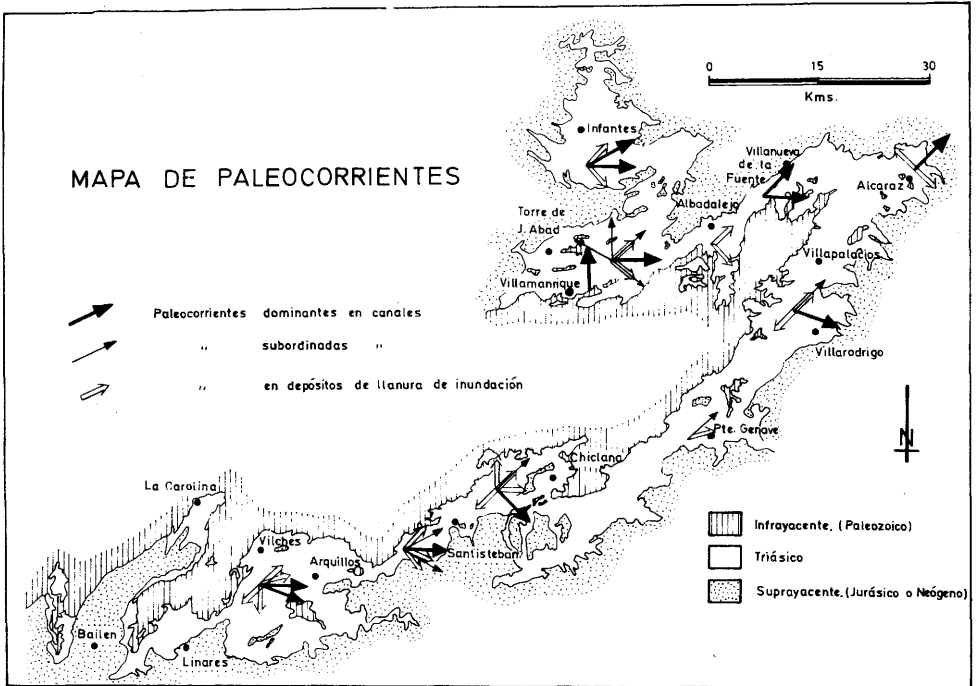 0 15 30
Kms.
Infantes
MAPA DE PALEOCORRIENTES
Villanueva
de la
Fuente
Alcaraz
Albadalejo
Torre de
J. Abad
Villapalacios
Villamanrique
Paleocorrientes dominantes en canales
" subordinadas "
" en depósitos de llanura de inundación
Villarodrigo
Pte. Genave
N
Chiclana
La Carolina
Santisteban
Vilches
Arquillos
Infrayacente. (Paleozoico)
Triásico
Suprayacente. (Jurásico o Neógeno)
Bailen
Linares